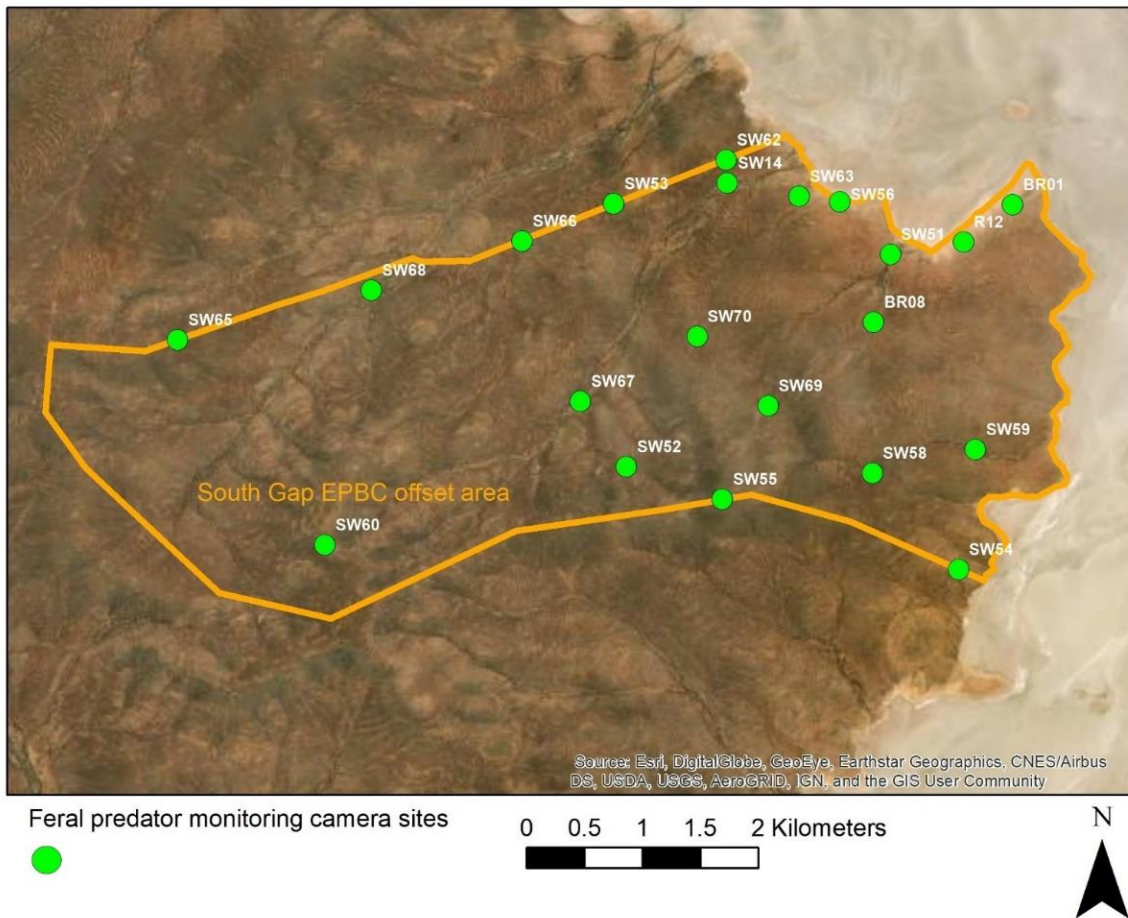 SW62
SW14
SW53
SW63
SW56
BR01
SW66
R12
SW51
SW68
BR08
SW65
SW70
SW67
SW69
SW59
SW52
SW58
SW55
South Gap EPBC offset area
SW60
SW54
Source: Esri, DigitalGlobe, GeoEye, Earthstar Geographics, CNES/Airbus
DS, USDA, USGS, AeroGRID, IGN, and the GIS User Community
Feral predator monitoring camera sites
0 0.5 1 1.5 2 Kilometers
N